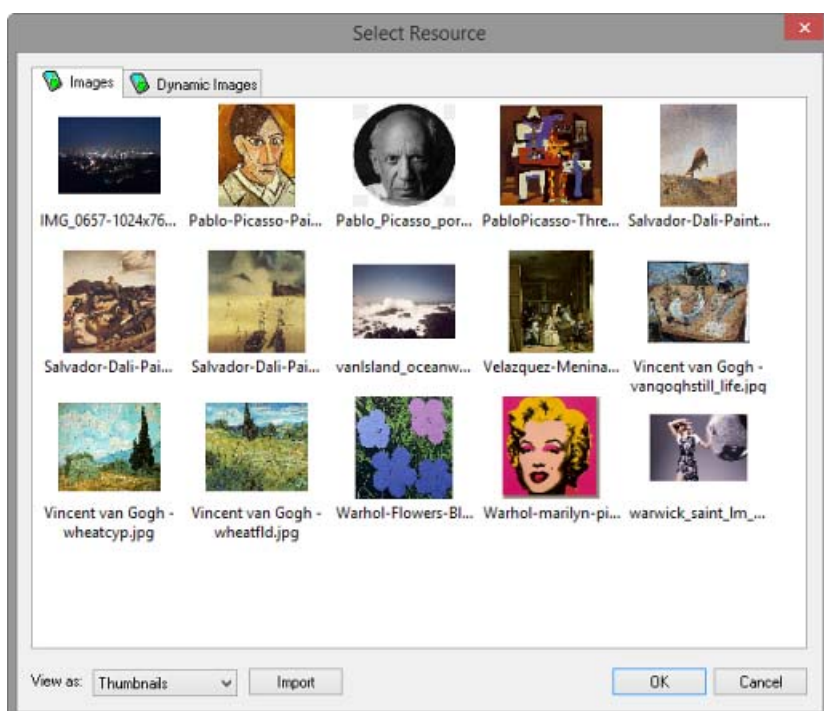 Select Resource
Images
Dynamic Images
IMG_0657-1024x76...
Pablo-Picasso-Pai...
Pablo_Picasso_por...
PabloPicasso-Thre...
Salvador-Dali-Paint...
Salvador-Dali-Pai...
Salvador-Dali-Pai...
vanIsland_oceanw...
Velazquez-Menina...
Vincent van Gogh -
vangoghstill_life.jpg
Vincent van Gogh -
wheatcyp.jpg
Vincent van Gogh -
wheatfld.jpg
Warhol-Flowers-Bl...
Warhol-marilyn-pi...
warwick_saint_lm_...
View as:
Thumbnails
Import
OK
Cancel